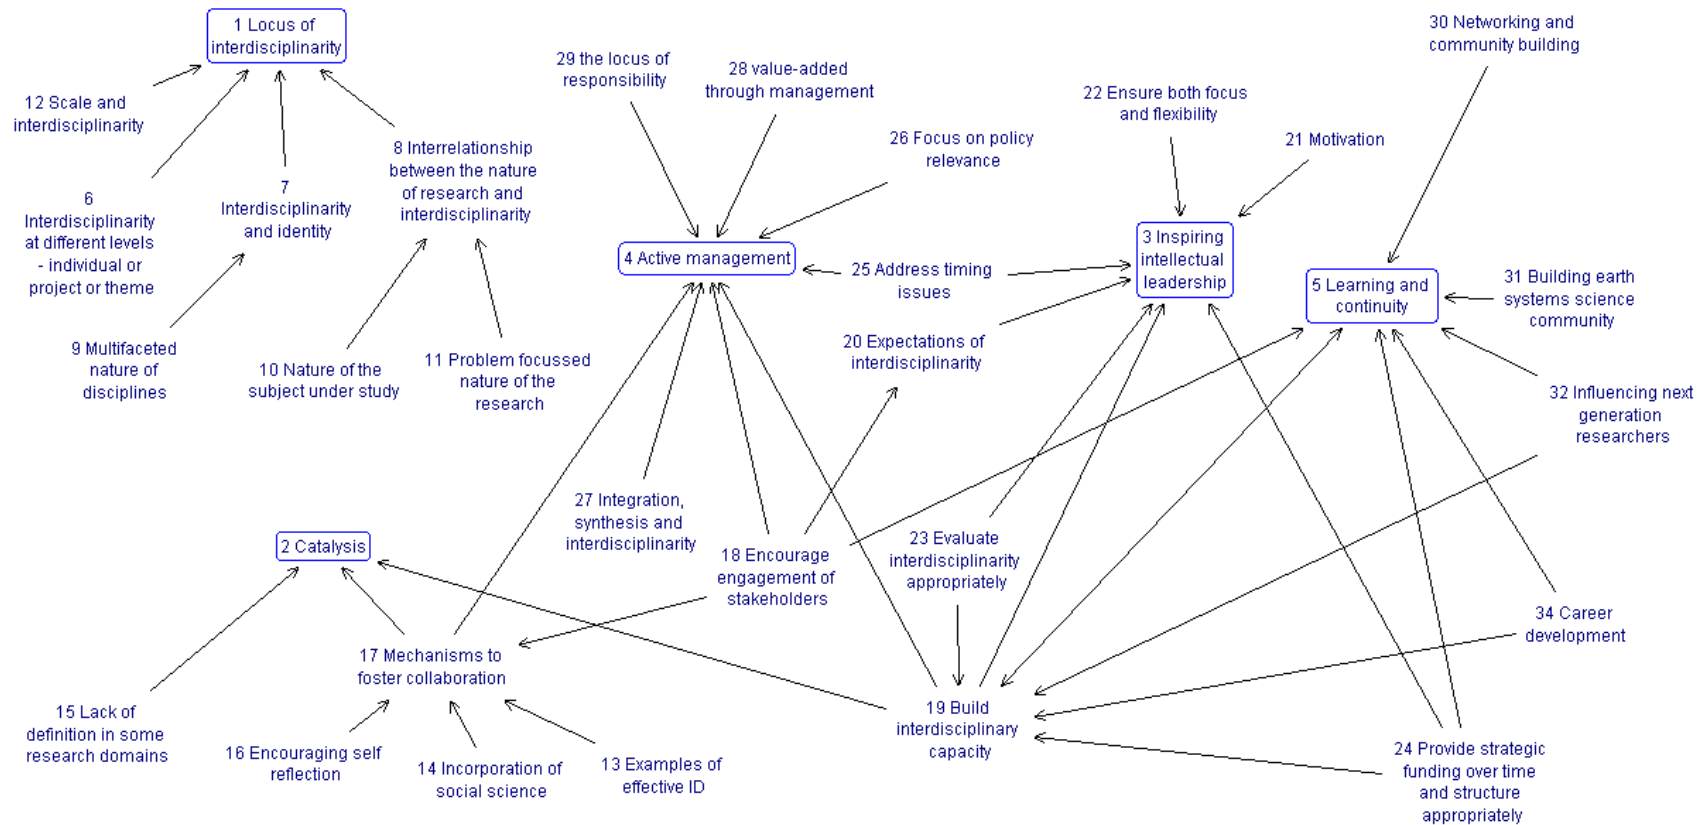 1 Locus of
interdisciplinarity
30 Networking and
community building
29 the locus of
responsibility
28 value-added
through management
22 Ensure both focus
and flexibility
12 Scale and
interdisciplinarity
26 Focus on policy
relevance
21 Motivation
8 Interrelationship
between the nature
of research and
interdisciplinarity
6
Interdisciplinarity
at different levels
- individual or
project or theme
7
Interdisciplinarity
and identity
4 Active management
25 Address timing
issues
3 Inspiring
intellectual
leadership
5 Learning and
continuity
31 Building earth
systems science
community
9 Multifaceted
nature of
disciplines
10 Nature of the
subject under study
11 Problem focussed
nature of the
research
20 Expectations of
interdisciplinarity
32 Influencing next
generation
researchers
27 Integration,
synthesis and
interdisciplinarity
2 Catalysis
18 Encourage
engagement of
stakeholders
23 Evaluate
interdisciplinarity
appropriately
34 Career
development
17 Mechanisms to
foster collaboration
15 Lack of
definition in some
research domains
16 Encouraging self
reflection
14 Incorporation of
social science
13 Examples of
effective ID
19 Build
interdisciplinary
capacity
24 Provide strategic
funding over time
and structure
appropriately